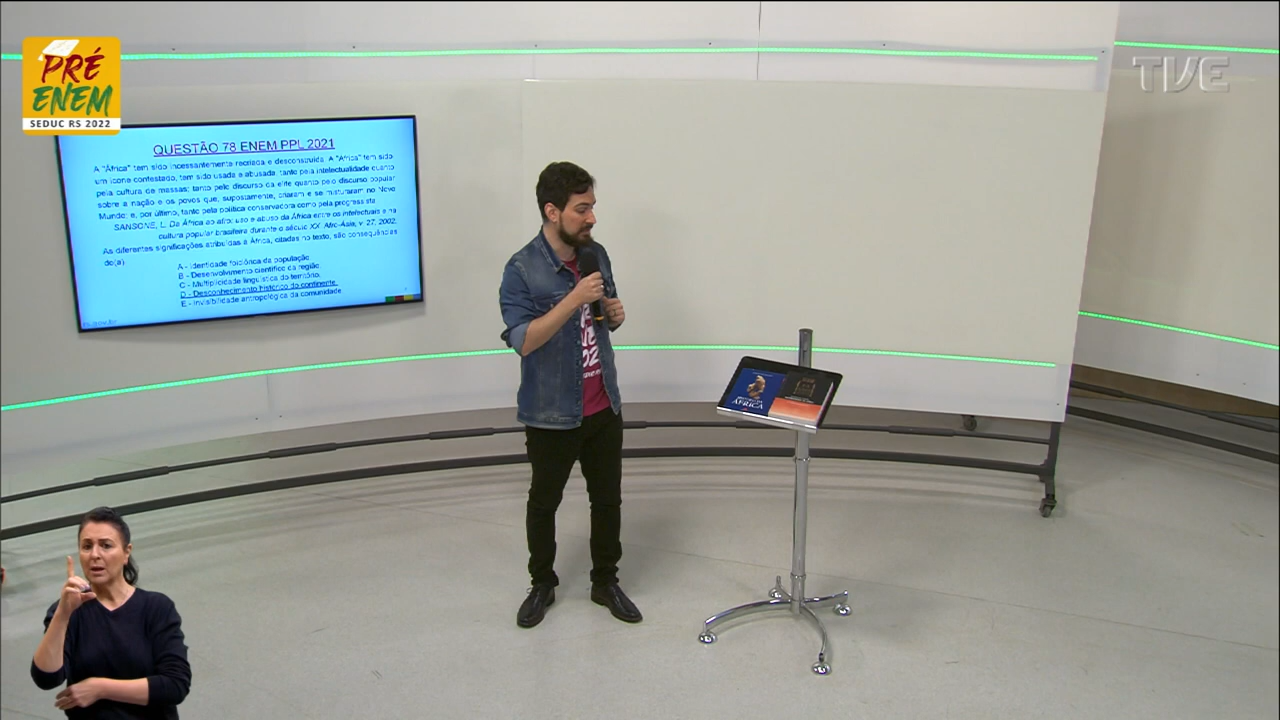 PRÉ
ENEM
SEDUC RS 2022
TVE
QUESTÃO 78 ENEM PPL 2021
A "África" tem sido incessantemente recriada e desconstruída. A "África" tem sido
um ícone contestado, tem sido usada e abusada, tanto pela intelectualidade quanto
pela cultura de massas; tanto pelo discurso da elite quanto pelo discurso popular
sobre a nação e os povos que, supostamente, criaram e se misturaram no Novo
Mundo; e, por último, tanto pela política conservadora como pela progressista.
SANSONE, L. Da África ao afro: uso e abuso da África entre os intelectuais e na
cultura popular brasileira durante o século XX. Afro-Ásia, v. 27, 2002.
As diferentes significações atribuídas à África, citadas no texto, são consequências
do(a)
A - Identidade folclórica da população.
B - Desenvolvimento científico da região.
C - Multiplicidade linguística do território.
D - Desconhecimento histórico do continente.
E - Invisibilidade antropológica da comunidade.
rs.gov.br
ÁFRICA